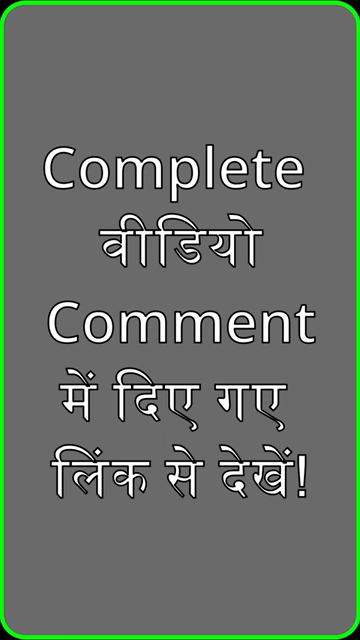 Complete
वीडियो
Comment
में दिए गए
लिंक से देखें!